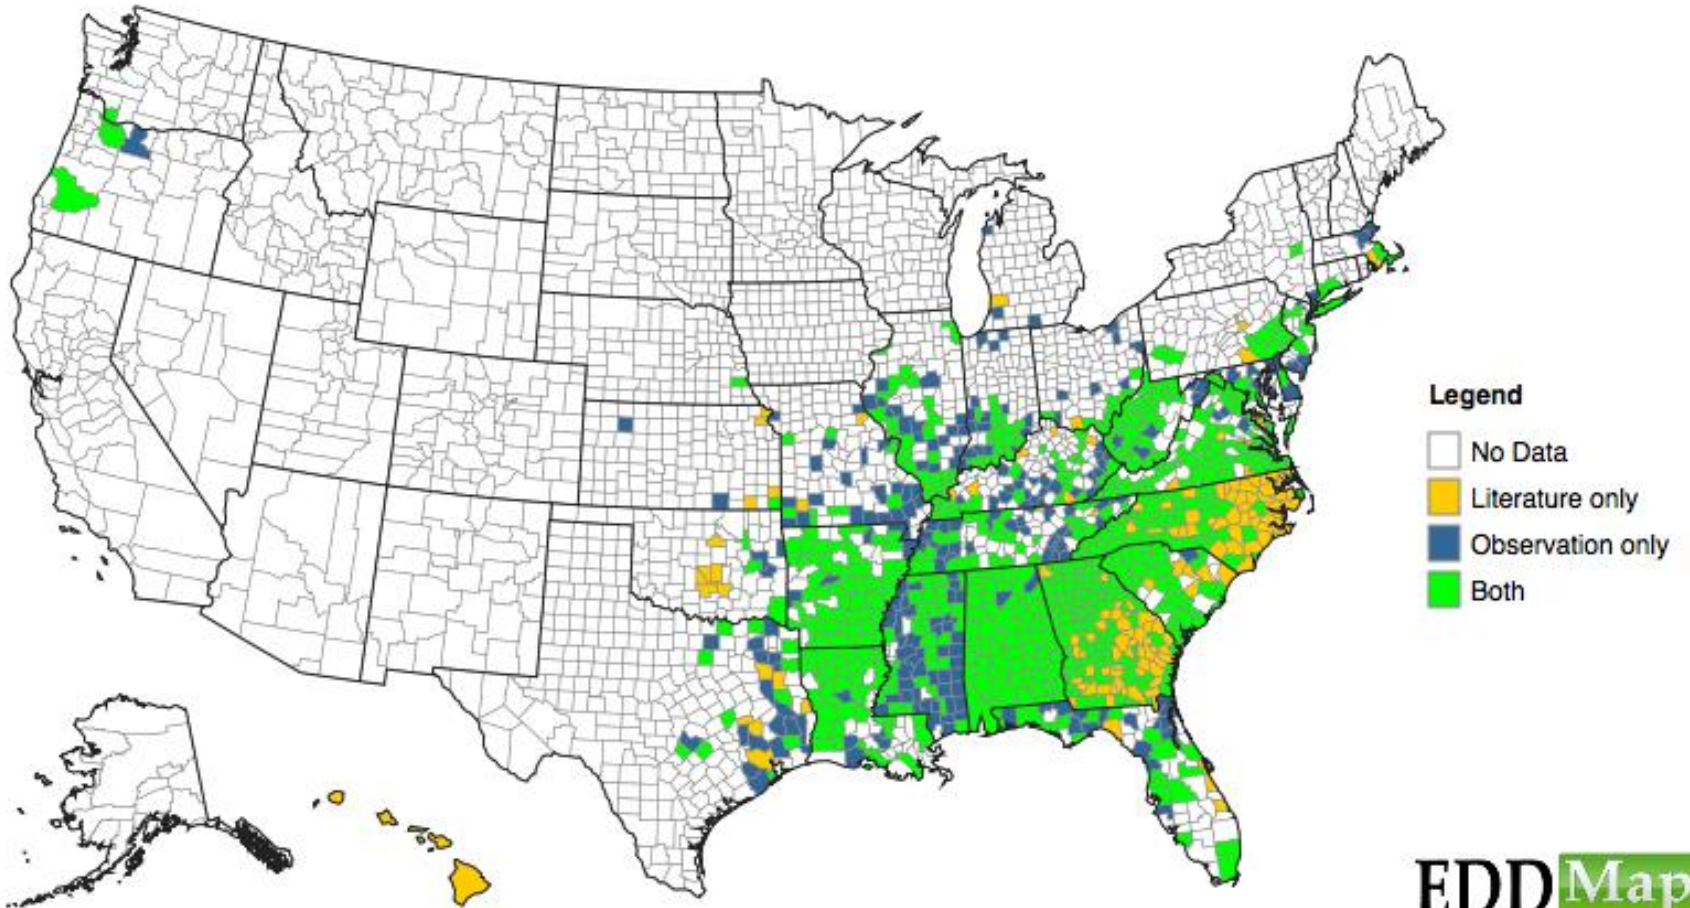 Legend
No Data
Literature only
Observation only
Both
EDDMap